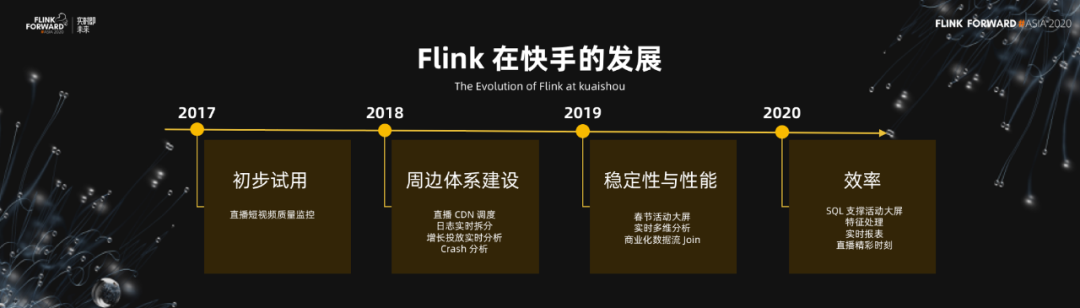 FLINK
FORWARD
#ASIA 2020
实时即
未来
FLINK FORWARD #ASIA 2020
Flink 在快手的发展
The Evolution of Flink at kuaishou
2017
2018
2019
2020
初步试用
直播短视频质量监控
周边体系建设
直播 CDN 调度
日志实时拆分
增长投放实时分析
Crash 分析
稳定性与性能
春节活动大屏
实时多维分析
商业化数据流 Join
效率
SQL 支撑活动大屏
特征处理
实时报表
直播精彩时刻